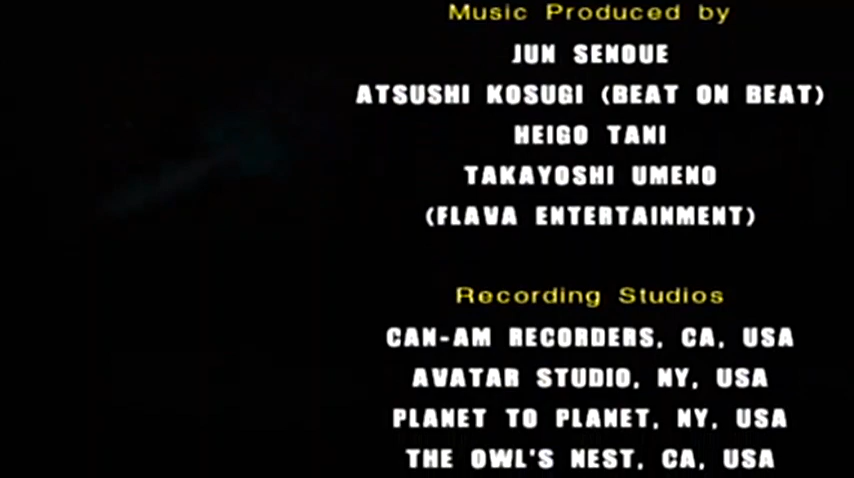 Music Produced by
JUN SENOUE
ATSUSHI KOSUGI (BEAT ON BEAT)
HEIGO TANI
TAKAYOSHI UMENO
(FLAVA ENTERTAINMENT)
Recording Studios
CAN-AM RECORDERS, CA, USA
AVATAR STUDIO, NY, USA
PLANET TO PLANET, NY, USA
THE OWL'S NEST, CA, USA